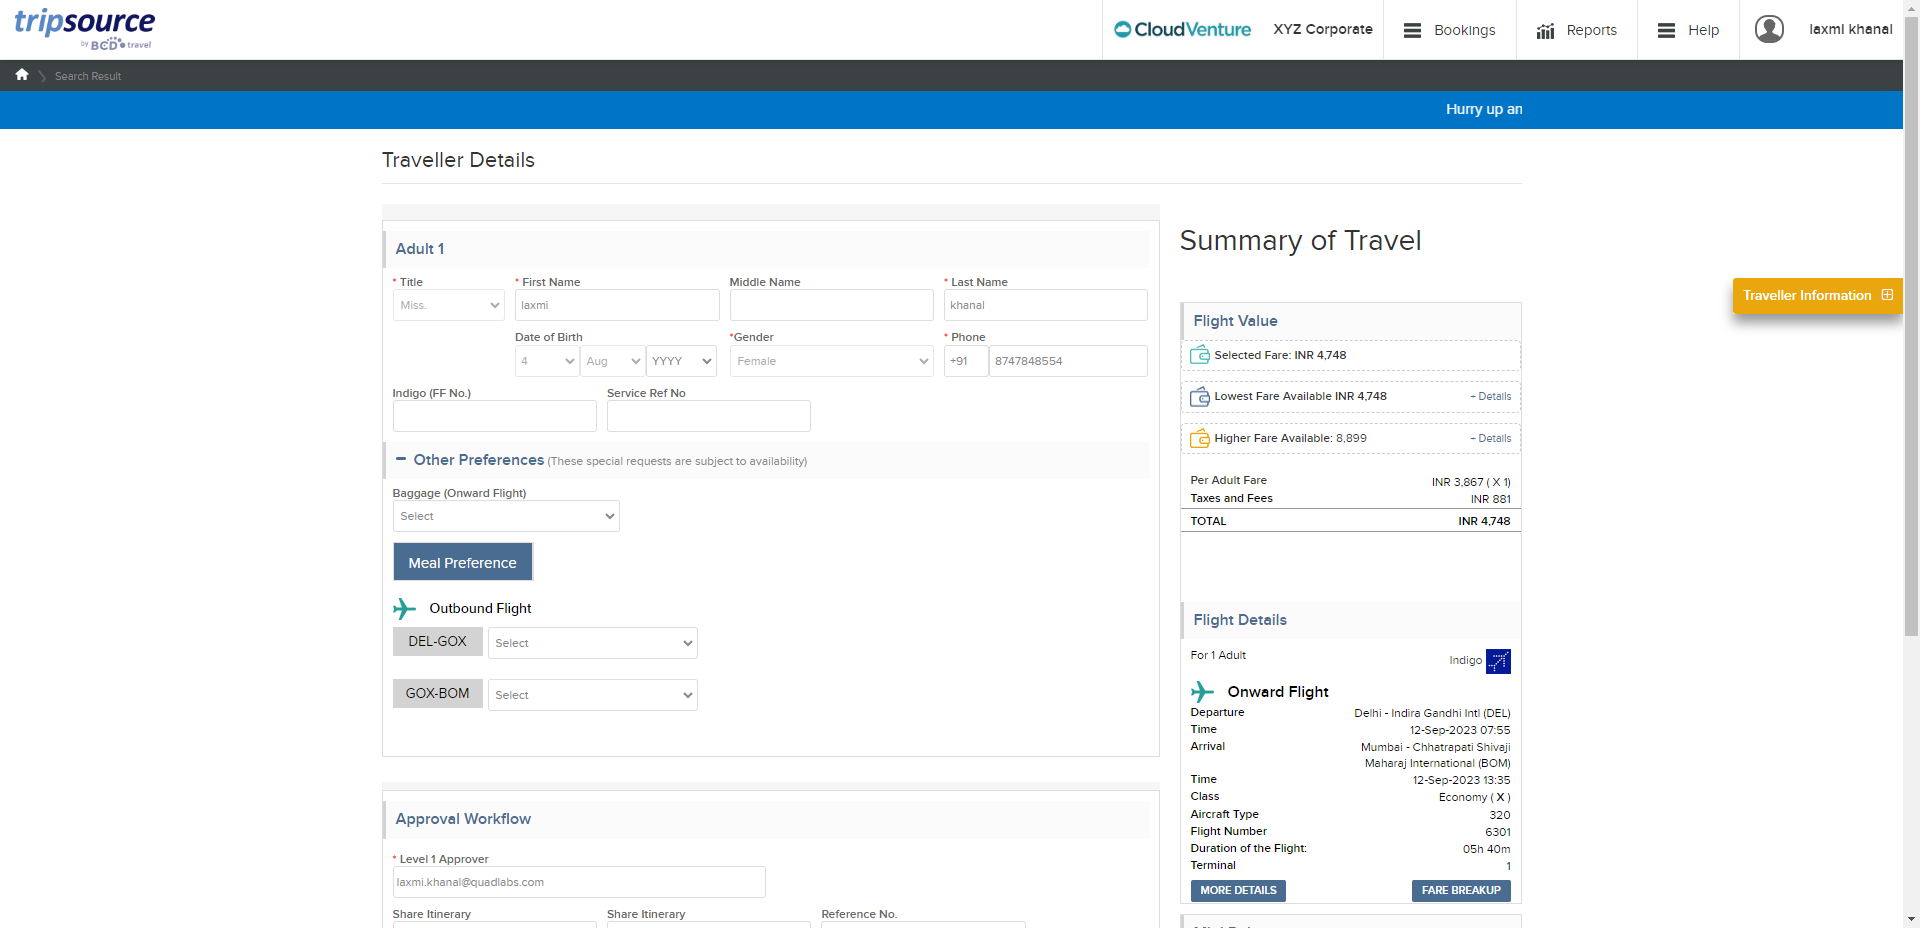 tripsource
by BCD travel
CloudVenture
XYZ Corporate
Bookings
Reports
Help
laxmi khanal
Search Result
Hurry up an
Traveller Details
Adult 1
* Title
* First Name
Middle Name
* Last Name
Miss.
laxmi
khanal
Date of Birth
*Gender
* Phone
4
Aug
YYYY
Female
+91
8747848554
Indigo (FF No.)
Service Ref No
Other Preferences (These special requests are subject to availability)
Baggage (Onward Flight)
Select
Meal Preference
Outbound Flight
DEL-GOX
Select
GOX-BOM
Select
Approval Workflow
* Level 1 Approver
laxmi.khanal@quadlabs.com
Share Itinerary
Share Itinerary
Reference No.
Summary of Travel
Traveller Information
Flight Value
Selected Fare: INR 4,748
Lowest Fare Available INR 4,748
+ Details
Higher Fare Available: 8,899
+ Details
Per Adult Fare
INR 3,867 ( X 1)
Taxes and Fees
INR 881
TOTAL
INR 4,748
Flight Details
For 1 Adult
Indigo
Onward Flight
Departure
Delhi - Indira Gandhi Intl (DEL)
Time
12-Sep-2023 07:55
Arrival
Mumbai - Chhatrapati Shivaji
Maharaj International (BOM)
Time
12-Sep-2023 13:35
Class
Economy ( X )
Aircraft Type
320
Flight Number
6301
Duration of the Flight:
05h 40m
Terminal
1
MORE DETAILS
FARE BREAKUP